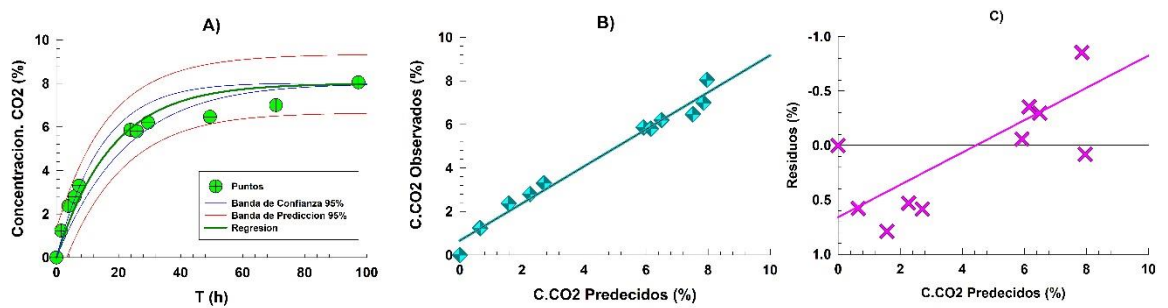 A)
Concentracion. CO2 (%)
10
8
6
4
2
0
Puntos
Banda de Confianza 95%
Banda de Prediccion 95%
Regresion
0 20 40 60 80 100
T (h)
B)
C.CO2 Observados (%)
10
8
6
4
2
0
0 2 4 6 8 10
C.CO2 Predecidos (%)
C)
Residuos (%)
-1.0
-0.5
0.0
0.5
1.0
0 2 4 6 8 10
C.CO2 Predecidos (%)